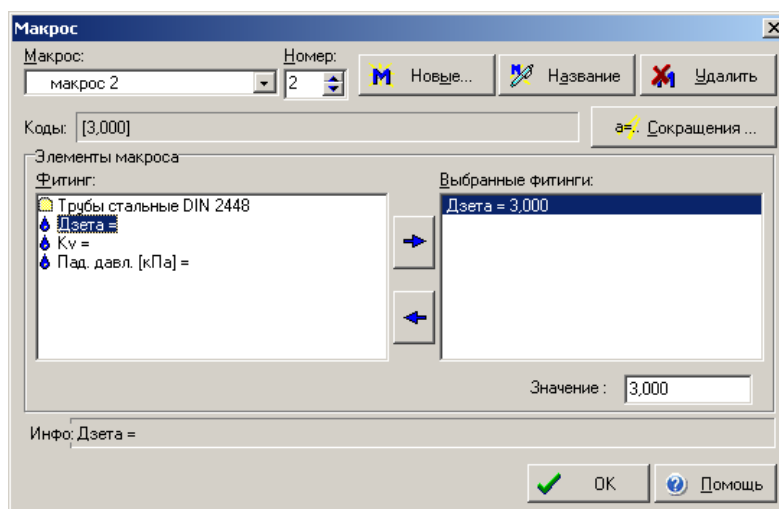 Макрос
Макрос:
Номер:
макрос 2
2
Новые...
Название
Удалить
Коды: [3,000]
a=.. Сокращения ...
Элементы макроса
Фитинг:
Выбранные фитинги:
Трубы стальные DIN 2448
Дзета =
Kv =
Пад. давл. [кПа] =
Дзета = 3,000
Значение : 3,000
Инфо: Дзета =
OK
Помощь